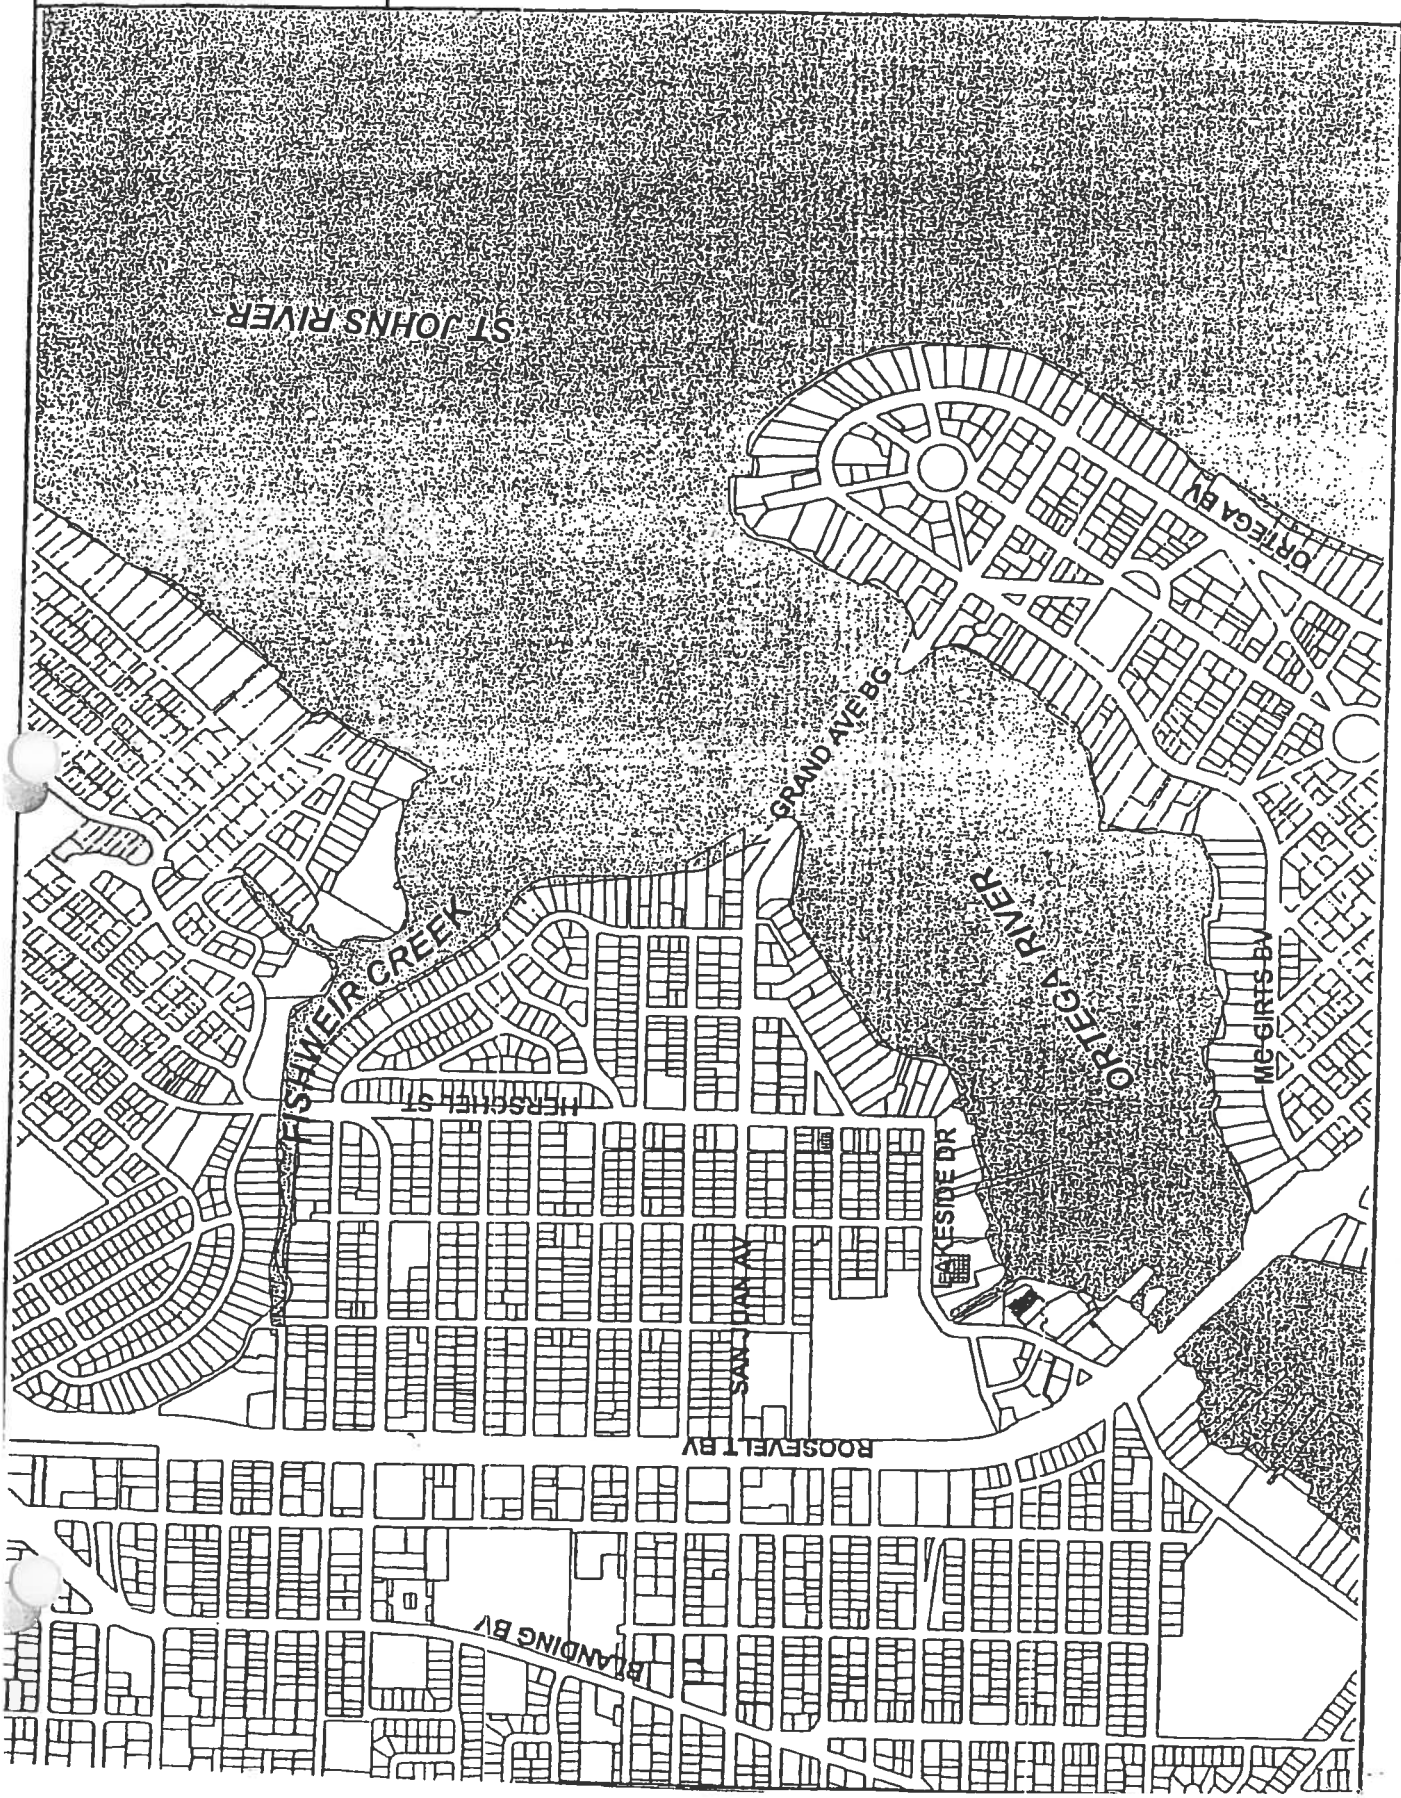 ST JOHNS RIVER
ORTEGA BV
GRAND AVE BG
FISHWEIR CREEK
ORTEGA RIVER
MC GIRTS BV
HERSCHEL ST
LAKESIDE DR
SAN JUAN AV
ROOSEVELT BV
BLANDING BV